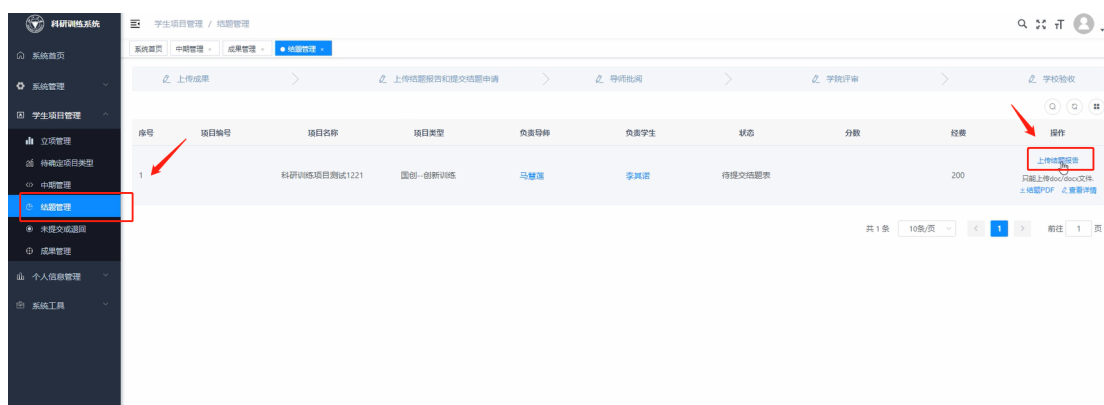 科研训练系统
学生项目管理 / 结题管理
系统首页
中期管理 ×
成果管理 ×
● 结题管理 ×
系统首页
系统管理
学生项目管理
立项管理
待确定项目类型
中期管理
结题管理
未提交或退回
成果管理
个人信息管理
系统工具
上传成果
上传结题报告和提交结题申请
导师批阅
学院评审
学校验收
序号 项目编号 项目名称 项目类型 负责导师 负责学生 状态 分数 经费 操作
1 科研训练项目测试1221 国创--创新训练 马慧莲 李其诺 待提交结题表 200
上传结题报告
只能上传doc/docx文件.
结题PDF 查看详情
共 1 条 10条/页 < 1 > 前往 1 页